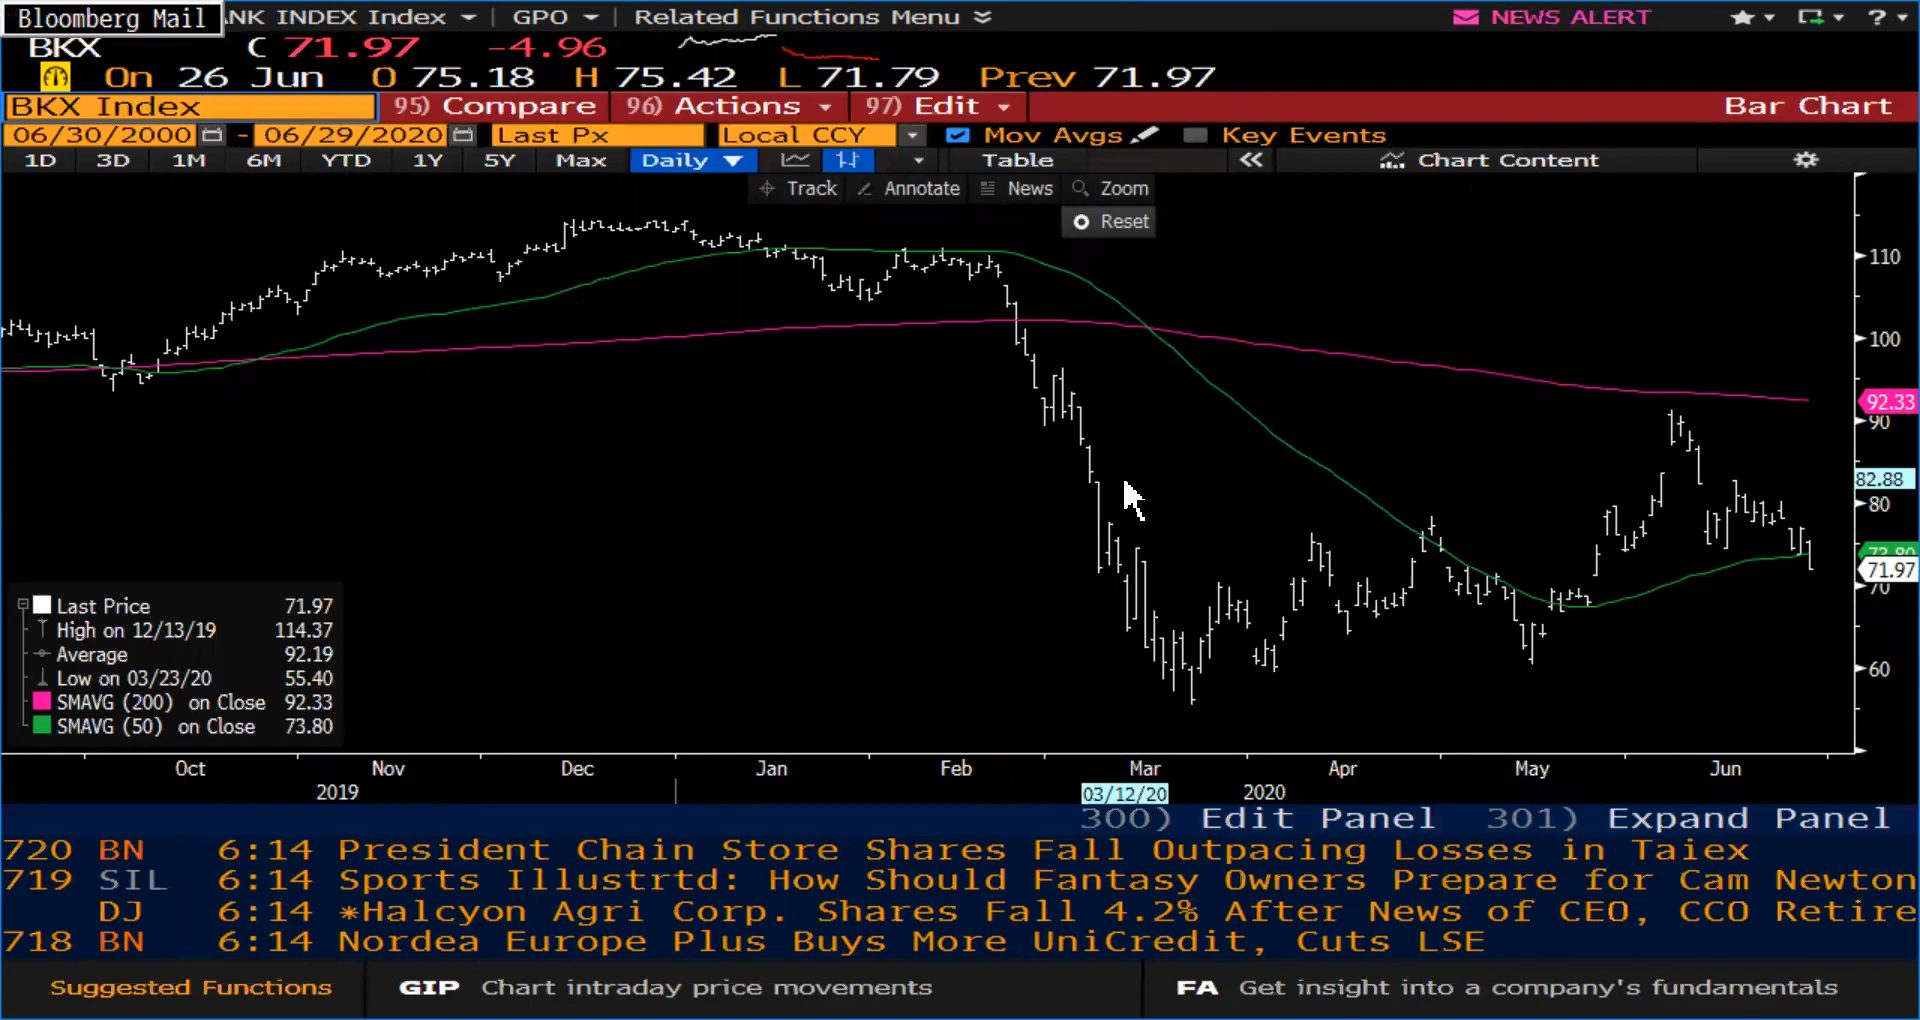 Bloomberg Mail ANK INDEX Index GPO Related Functions Menu NEWS ALERT ?
BKX C 71.97 -4.96
On 26 Jun O 75.18 H 75.42 L 71.79 Prev 71.97
BKX Index 95) Compare 96) Actions 97) Edit Bar Chart
06/30/2000 - 06/29/2020 Last Px Local CCY Mov Avgs Key Events
1D 3D 1M 6M YTD 1Y 5Y Max Daily Table Chart Content
Track Annotate News Zoom
Reset
110
100
92.33
90
82.88
80
73.80
71.97
70
60
Last Price 71.97
High on 12/13/19 114.37
Average 92.19
Low on 03/23/20 55.40
SMAVG (200) on Close 92.33
SMAVG (50) on Close 73.80
Oct Nov Dec Jan Feb Mar Apr May Jun
2019 03/12/20 2020
300) Edit Panel 301) Expand Panel
720 BN 6:14 President Chain Store Shares Fall Outpacing Losses in Taiex
719 SIL 6:14 Sports Illustrtd: How Should Fantasy Owners Prepare for Cam Newton
DJ 6:14 *Halcyon Agri Corp. Shares Fall 4.2% After News of CEO, CCO Retire
718 BN 6:14 Nordea Europe Plus Buys More UniCredit, Cuts LSE
Suggested Functions GIP Chart intraday price movements FA Get insight into a company's fundamentals